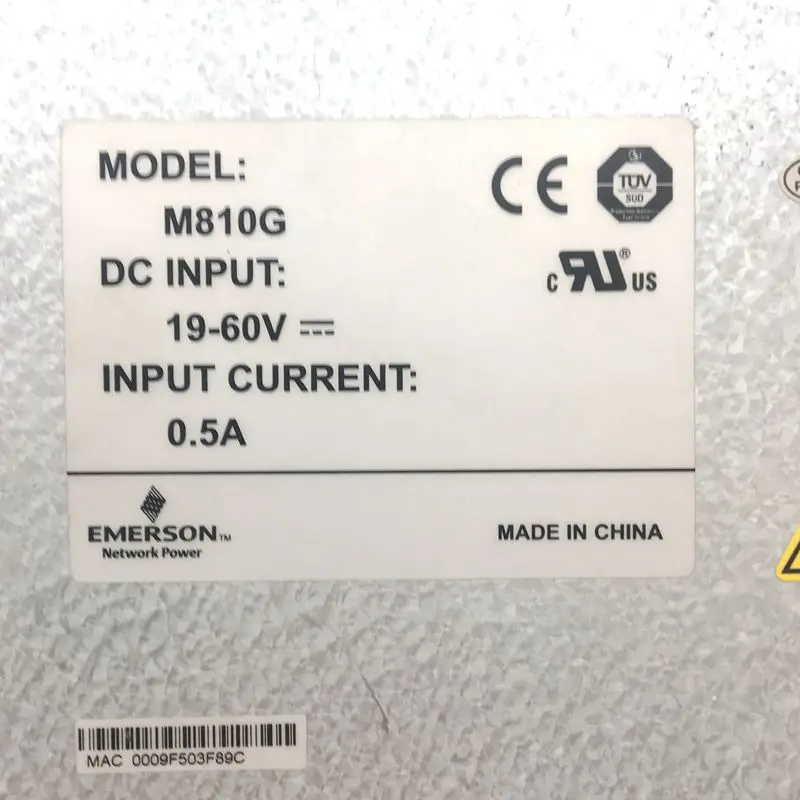 MODEL:
M810G
DC INPUT:
19-60V
INPUT CURRENT:
0.5A
CE
TÜV
SÜD
c RU® US
EMERSON™
Network Power
MADE IN CHINA
MAC 0009F503F89C